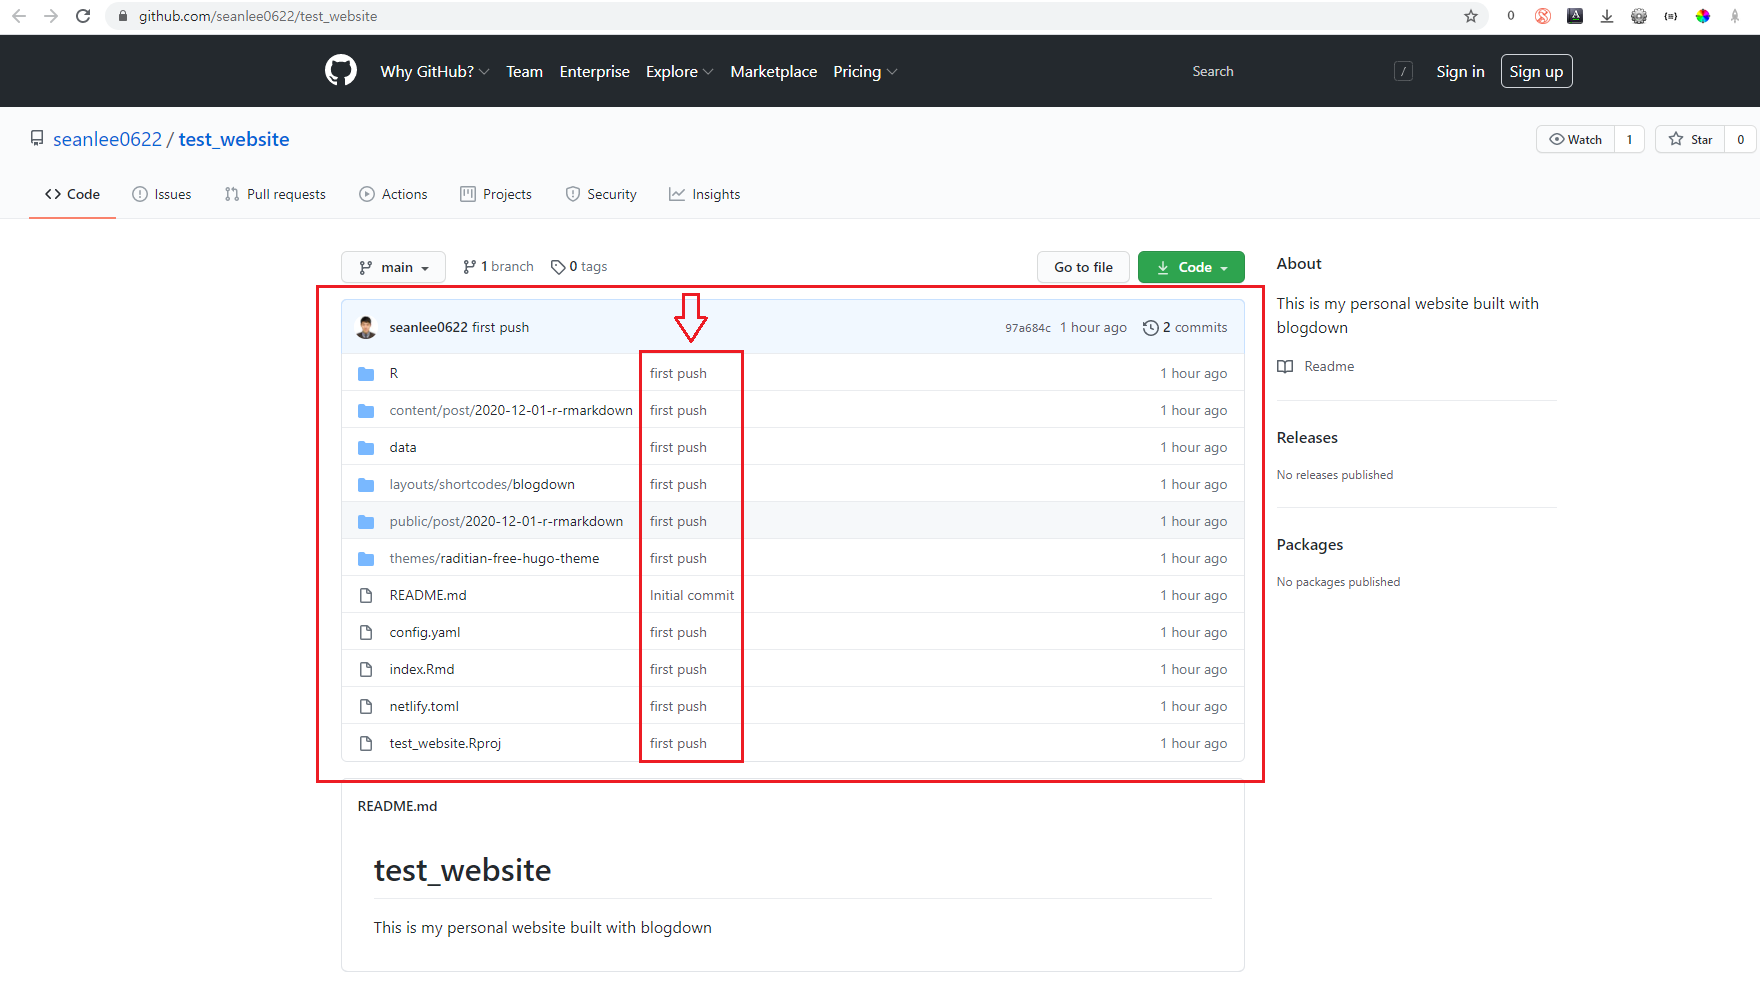 github.com/seanlee0622/test_website
0
Why GitHub? Team Enterprise Explore Marketplace Pricing Search / Sign in Sign up
seanlee0622 / test_website
Watch 1 Star 0
Code Issues Pull requests Actions Projects Security Insights
main 1 branch 0 tags Go to file Code
seanlee0622 first push 97a684c 1 hour ago 2 commits
R first push 1 hour ago
content/post/2020-12-01-r-rmarkdown first push 1 hour ago
data first push 1 hour ago
layouts/shortcodes/blogdown first push 1 hour ago
public/post/2020-12-01-r-rmarkdown first push 1 hour ago
themes/raditian-free-hugo-theme first push 1 hour ago
README.md Initial commit 1 hour ago
config.yaml first push 1 hour ago
index.Rmd first push 1 hour ago
netlify.toml first push 1 hour ago
test_website.Rproj first push 1 hour ago
README.md
test_website
This is my personal website built with blogdown
About
This is my personal website built with
blogdown
Readme
Releases
No releases published
Packages
No packages published